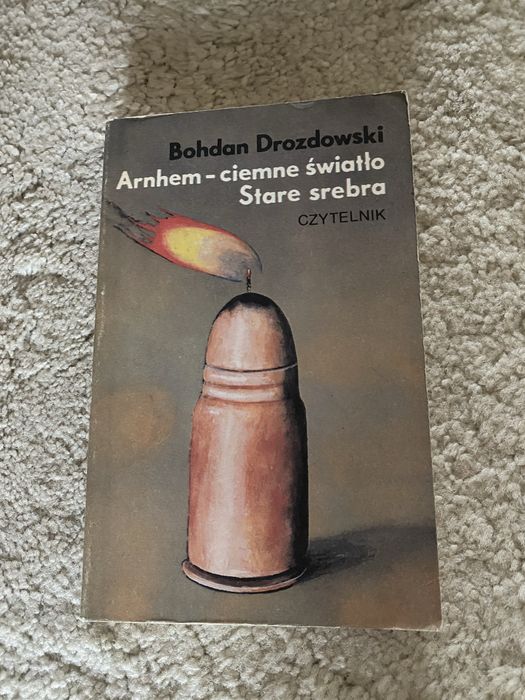 Bohdan Drozdowski
Arnhem – ciemne światło
Stare srebra
CZYTELNIK